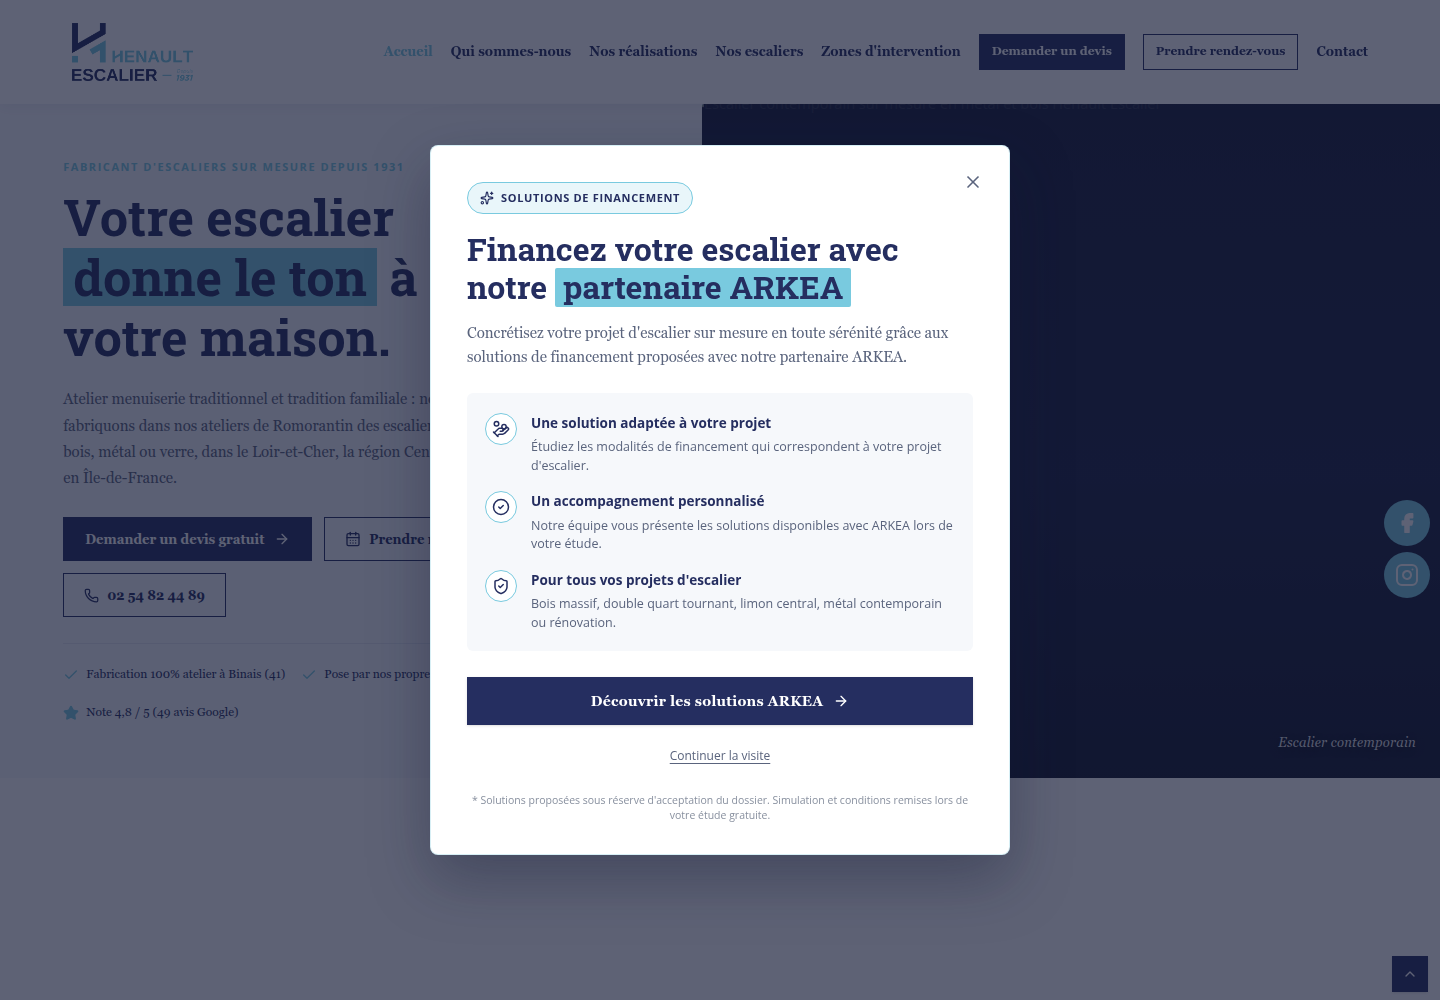 HENAULT
ESCALIER
1931
Accueil
Qui sommes-nous
Nos réalisations
Nos escaliers
Zones d'intervention
Demander un devis
Prendre rendez-vous
Contact
FABRICANT D'ESCALIERS SUR MESURE DEPUIS 1931
Votre escalier
donne le ton à
votre maison.
Atelier menuiserie traditionnel et tradition familiale :
fabriquons dans nos ateliers de Romorantin des
bois, métal ou verre, dans le Loir-et-Cher, la région
en Île-de-France.
Demander un devis gratuit
Prendre
02 54 82 44 89
Fabrication 100% atelier à Binais (41)
Pose par nos
Note 4,8 / 5 (49 avis Google)
SOLUTIONS DE FINANCEMENT
Financez votre escalier avec
notre partenaire ARKEA
Concrétisez votre projet d'escalier sur mesure en toute sérénité grâce aux
solutions de financement proposées avec notre partenaire ARKEA.
Une solution adaptée à votre projet
Étudiez les modalités de financement qui correspondent à votre projet
d'escalier.
Un accompagnement personnalisé
Notre équipe vous présente les solutions disponibles avec ARKEA lors de
votre étude.
Pour tous vos projets d'escalier
Bois massif, double quart tournant, limon central, métal contemporain
ou rénovation.
Découvrir les solutions ARKEA
Continuer la visite
* Solutions proposées sous réserve d'acceptation du dossier. Simulation et conditions remises lors de
votre étude gratuite.
Escalier contemporain